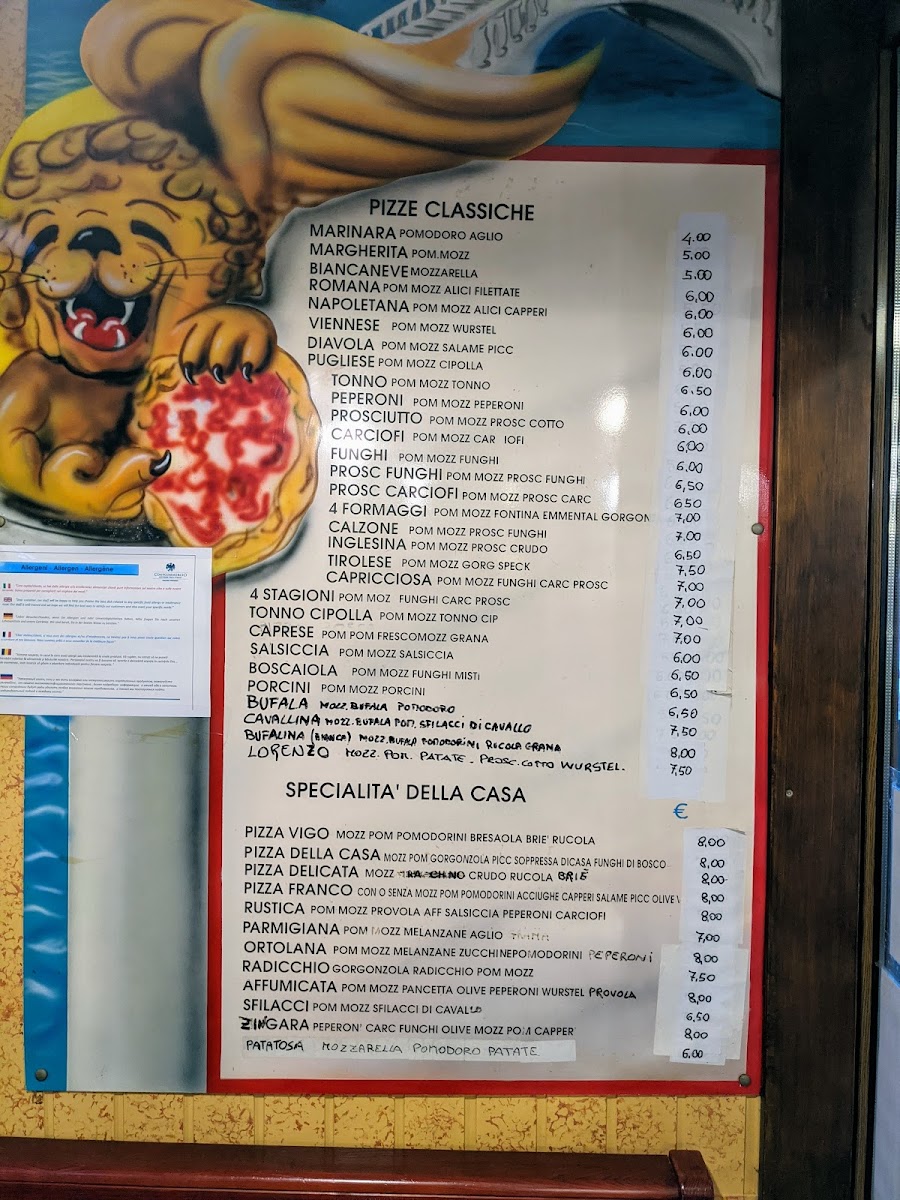 PIZZE CLASSICHE
MARINARA POMODORO AGLIO 4.00
MARGHERITA POM.MOZZ 5.00
BIANCANEVE MOZZARELLA 5.00
ROMANA POM MOZZ ALICI FILETTATE 6,00
NAPOLETANA POM MOZZ ALICI CAPPERI 6,00
VIENNESE POM MOZZ WURSTEL 6,00
DIAVOLA POM MOZZ SALAME PICC 6.00
PUGLIESE POM MOZZ CIPOLLA 6.00
TONNO POM MOZZ TONNO 6,50
PEPERONI POM MOZZ PEPERONI 6,00
PROSCIUTTO POM MOZZ PROSC COTTO 6,00
CARCIOFI POM MOZZ CAR IOFI 6,00
FUNGHI POM MOZZ FUNGHI 6.00
PROSC FUNGHI POM MOZZ PROSC FUNGHI 6,50
PROSC CARCIOFI POM MOZZ PROSC CARC 6.50
4 FORMAGGI POM MOZZ FONTINA EMMENTAL GORGON 7,00
CALZONE POM MOZZ PROSC FUNGHI 7.00
INGLESINA POM MOZZ PROSC CRUDO 6,50
TIROLESE POM MOZZ GORG SPECK 7,50
CAPRICCIOSA POM MOZZ FUNGHI CARC PROSC 7,00
4 STAGIONI POM MOZ FUNGHI CARC PROSC 7.00
TONNO CIPOLLA POM MOZZ TONNO CIP 7,00
CAPRESE POM POM FRESCOMOZZ GRANA 7.00
SALSICCIA POM MOZZ SALSICCIA 6.00
BOSCAIOLA POM MOZZ FUNGHI MISTI 6,50
PORCINI POM MOZZ PORCINI 6,50
BUFALA MOZZ.BUFALA POMODORO 6,50
CAVALLINA MOZZ.BUFALA POM. SFILACCI DI CAVALLO 7,50
BUFALINA (BIANCA) MOZZ.BUFALA POMODORINI RUCOLA GRANA 8,00
LORENZO MOZZ. POM. PATATE. PROSC.COTTO WURSTEL. 7,50
SPECIALITA' DELLA CASA €
PIZZA VIGO MOZZ POM POMODORINI BRESAOLA BRIE' RUCOLA 8,00
PIZZA DELLA CASA MOZZ POM GORGONZOLA PICC SOPPRESSA DICASA FUNGHI DI BOSCO 8,00
PIZZA DELICATA MOZZ CRUDO RUCOLA BRIÈ 8,00
PIZZA FRANCO CON O SENZA MOZZ POM POMODORINI ACCIUGHE CAPPERI SALAME PICC OLIVE 8,00
RUSTICA POM MOZZ PROVOLA AFF SALSICCIA PEPERONI CARCIOFI 8.00
PARMIGIANA POM MOZZ MELANZANE AGLIO 7,00
ORTOLANA POM MOZZ MELANZANE ZUCCHINEPOMODORINI PEPERONI 8,00
RADICCHIO GORGONZOLA RADICCHIO POM MOZZ 7,50
AFFUMICATA POM MOZZ PANCETTA OLIVE PEPERONI WURSTEL PROVOLA 8,00
SFILACCI POM MOZZ SFILACCI DI CAVALLO 6,50
ZINGARA PEPERON' CARC FUNGHI OLIVE MOZZ POM CAPPER 8,00
PATATOSA MOZZARELLA POMODORO PATATE 6.00
Allergeni - Allergen - Allergène